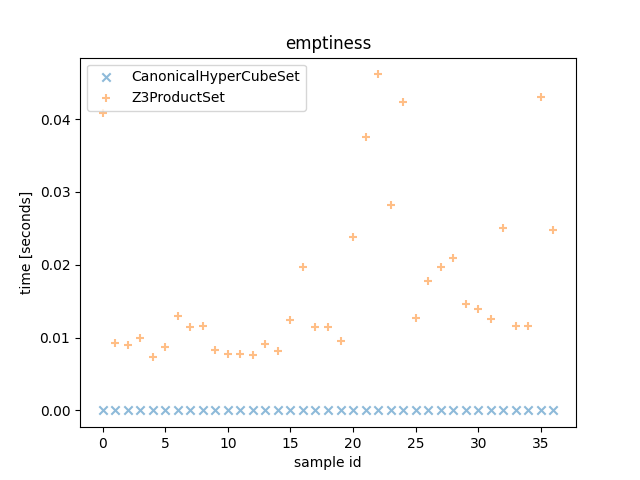 emptiness
CanonicalHyperCubeSet
Z3ProductSet
time [seconds]
0.04
0.03
0.02
0.01
0.00
0 5 10 15 20 25 30 35
sample id